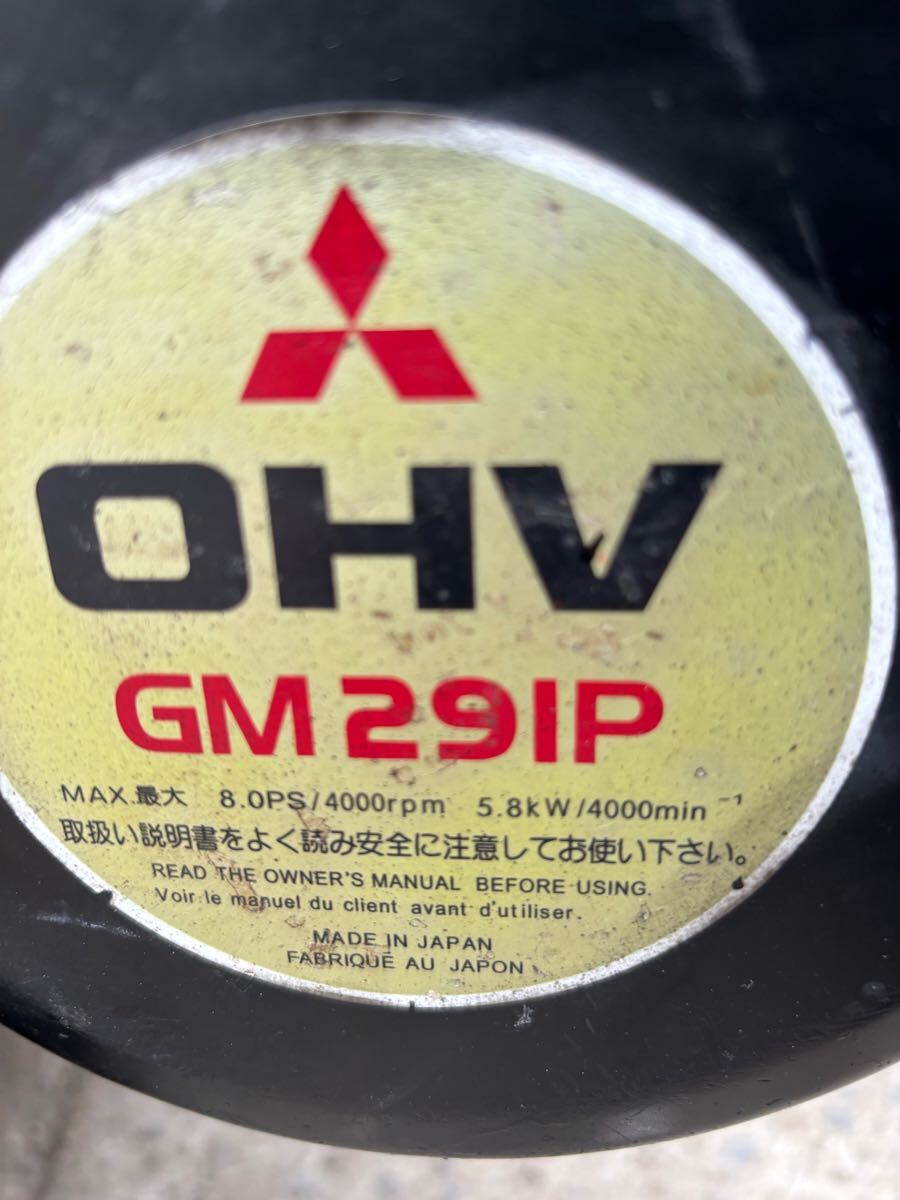 OHV
GM291P
MAX.最大 8.0PS/4000rpm 5.8kW/4000min⁻¹
取扱い説明書をよく読み安全に注意してお使い下さい。
READ THE OWNER'S MANUAL BEFORE USING.
Voir le manuel du client avant d'utiliser.
MADE IN JAPAN
FABRIQUÉ AU JAPON